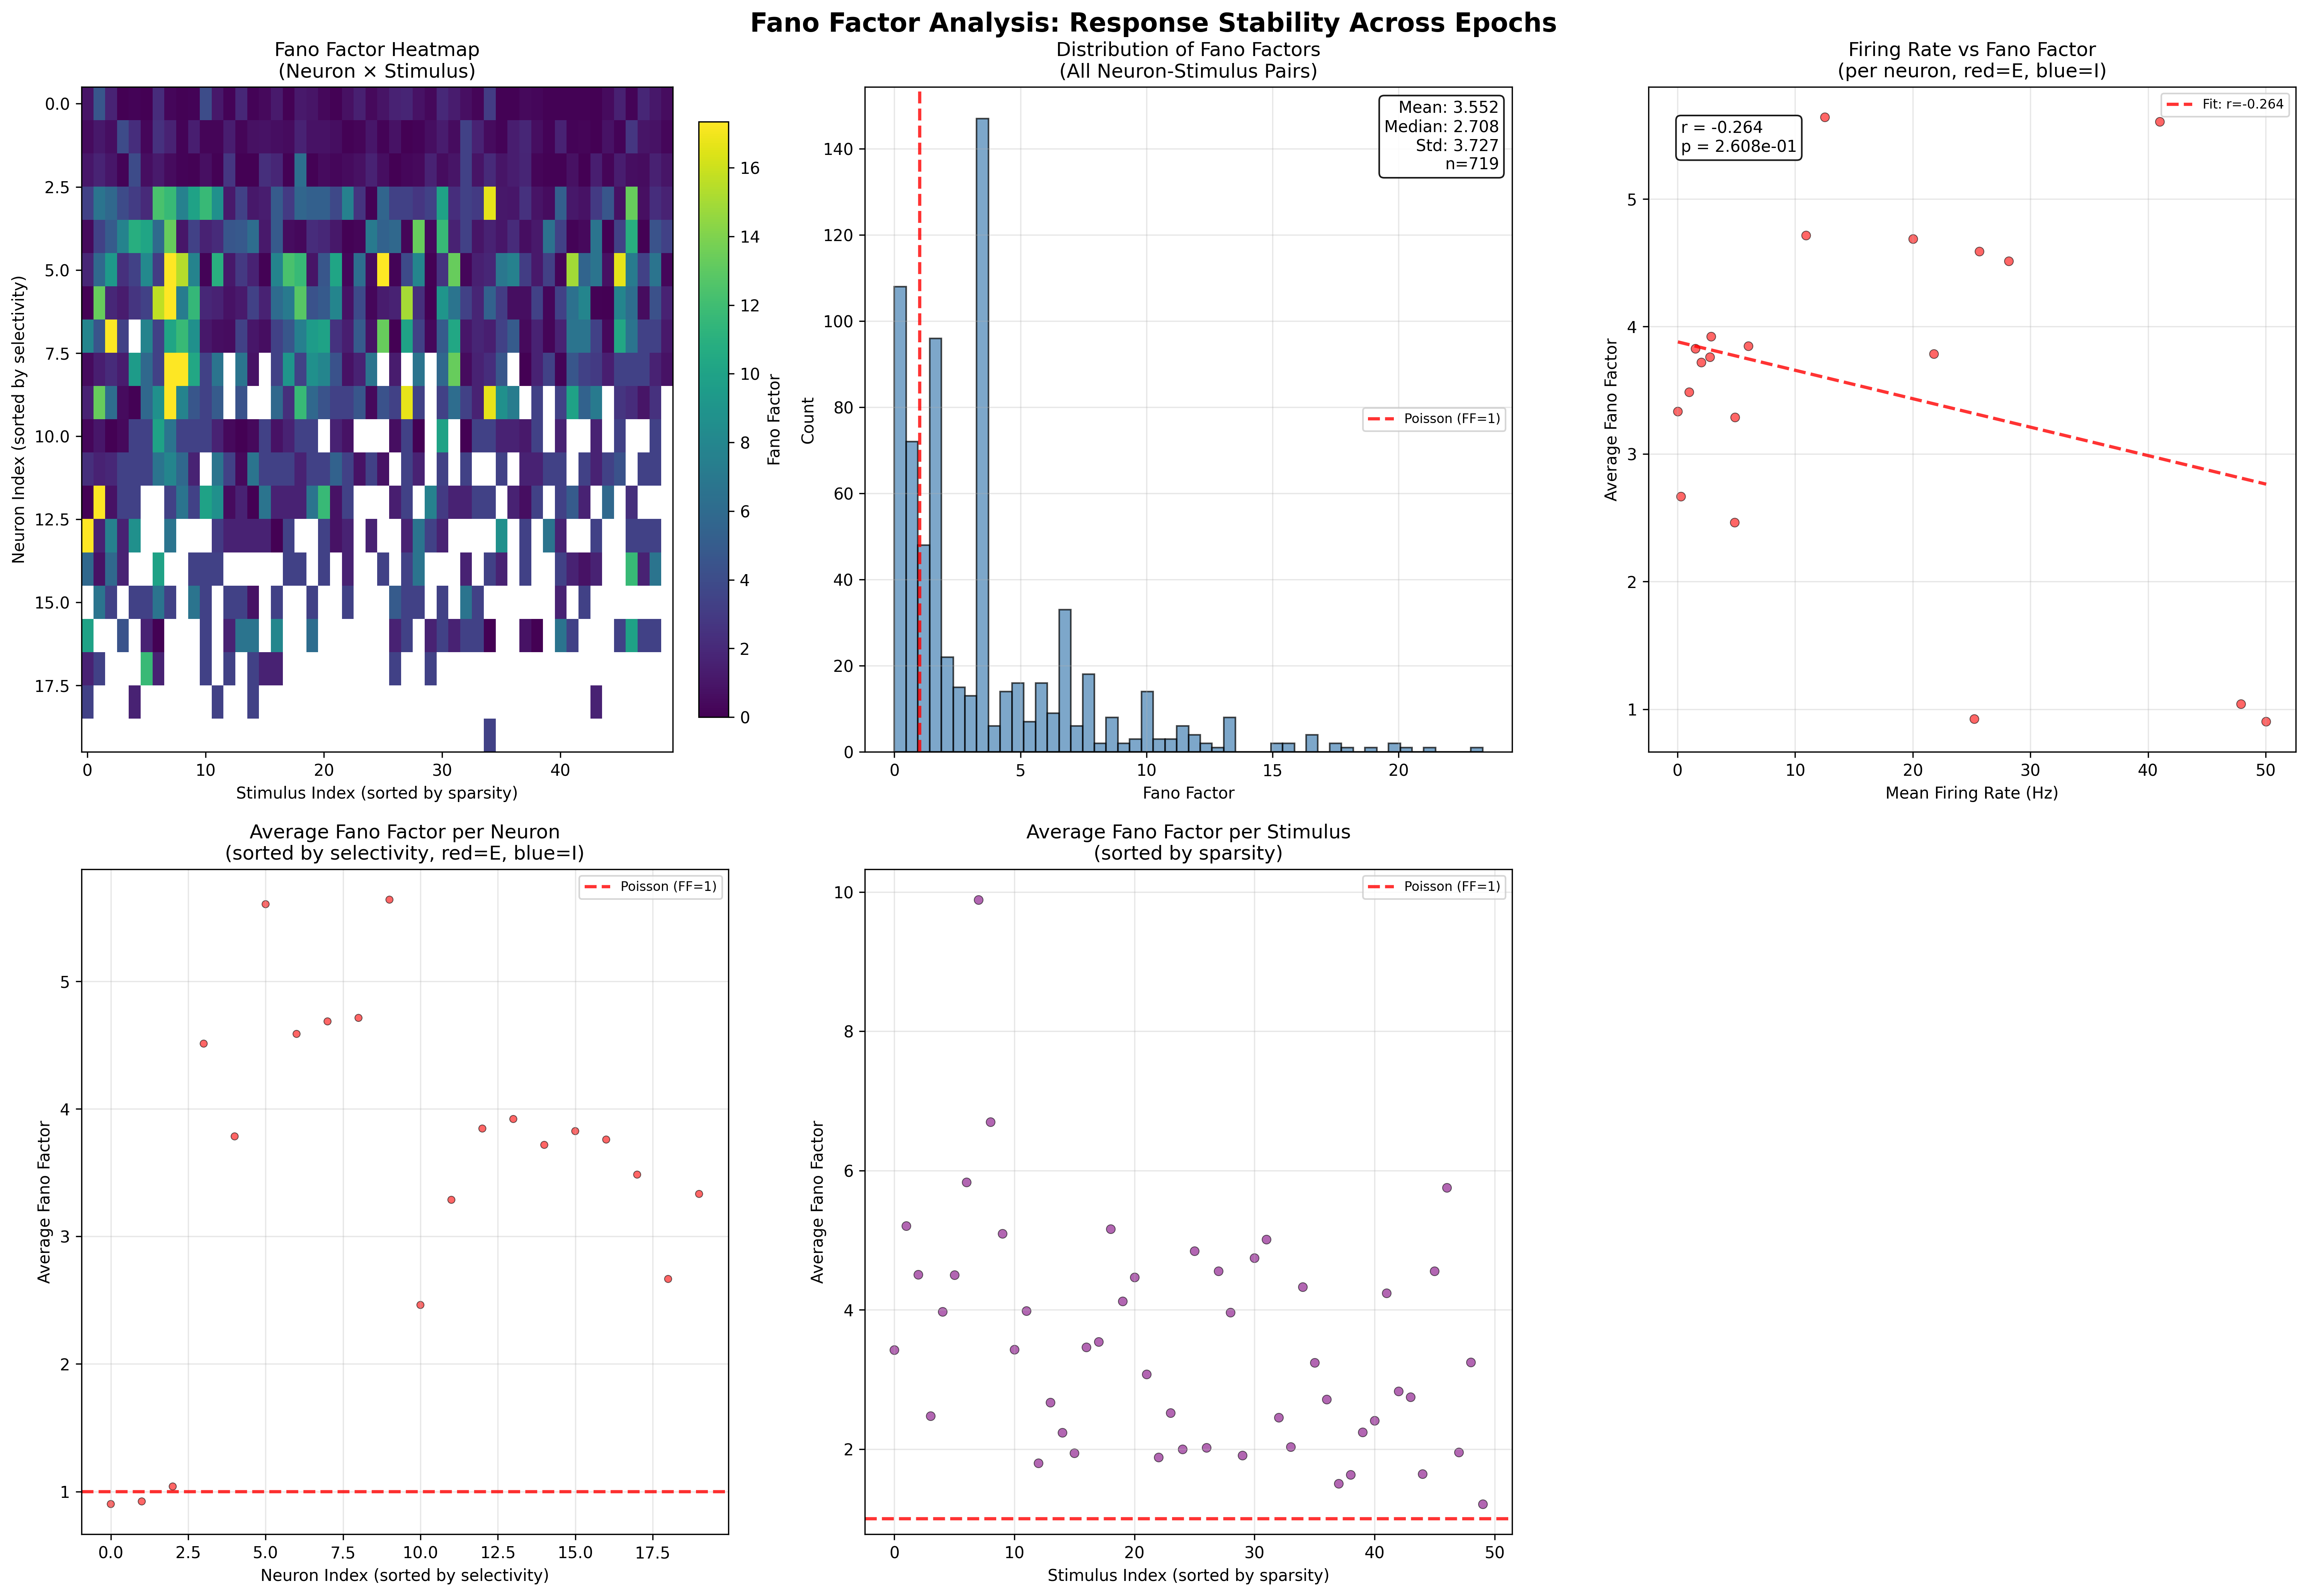 Fano Factor Analysis: Response Stability Across Epochs
Fano Factor Heatmap
(Neuron × Stimulus)
0.0
2.5
5.0
7.5
10.0
12.5
15.0
17.5
Neuron Index (sorted by selectivity)
0
10
20
30
40
Stimulus Index (sorted by sparsity)
16
14
12
10
8
6
4
2
0
Fano Factor
Distribution of Fano Factors
(All Neuron-Stimulus Pairs)
Mean: 3.552
Median: 2.708
Std: 3.727
n=719
Poisson (FF=1)
140
120
100
80
60
40
20
0
Count
0
5
10
15
20
Fano Factor
Firing Rate vs Fano Factor
(per neuron, red=E, blue=I)
Fit: r=-0.264
r = -0.264
p = 2.608e-01
5
4
3
2
1
Average Fano Factor
0
10
20
30
40
50
Mean Firing Rate (Hz)
Average Fano Factor per Neuron
(sorted by selectivity, red=E, blue=I)
Poisson (FF=1)
5
4
3
2
1
Average Fano Factor
0.0
2.5
5.0
7.5
10.0
12.5
15.0
17.5
Neuron Index (sorted by selectivity)
Average Fano Factor per Stimulus
(sorted by sparsity)
Poisson (FF=1)
10
8
6
4
2
Average Fano Factor
0
10
20
30
40
50
Stimulus Index (sorted by sparsity)